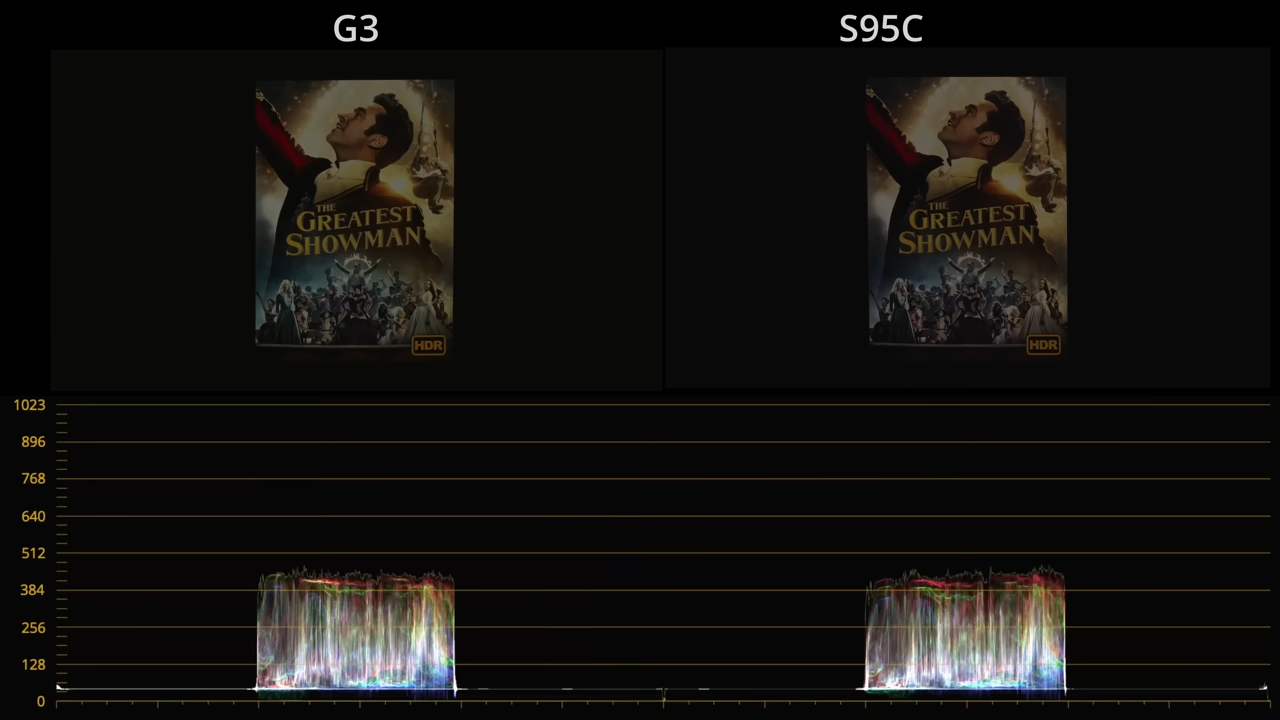 G3
S95C
THE
GREATEST
SHOWMAN
HDR
THE
GREATEST
SHOWMAN
HDR
1023
896
768
640
512
384
256
128
0